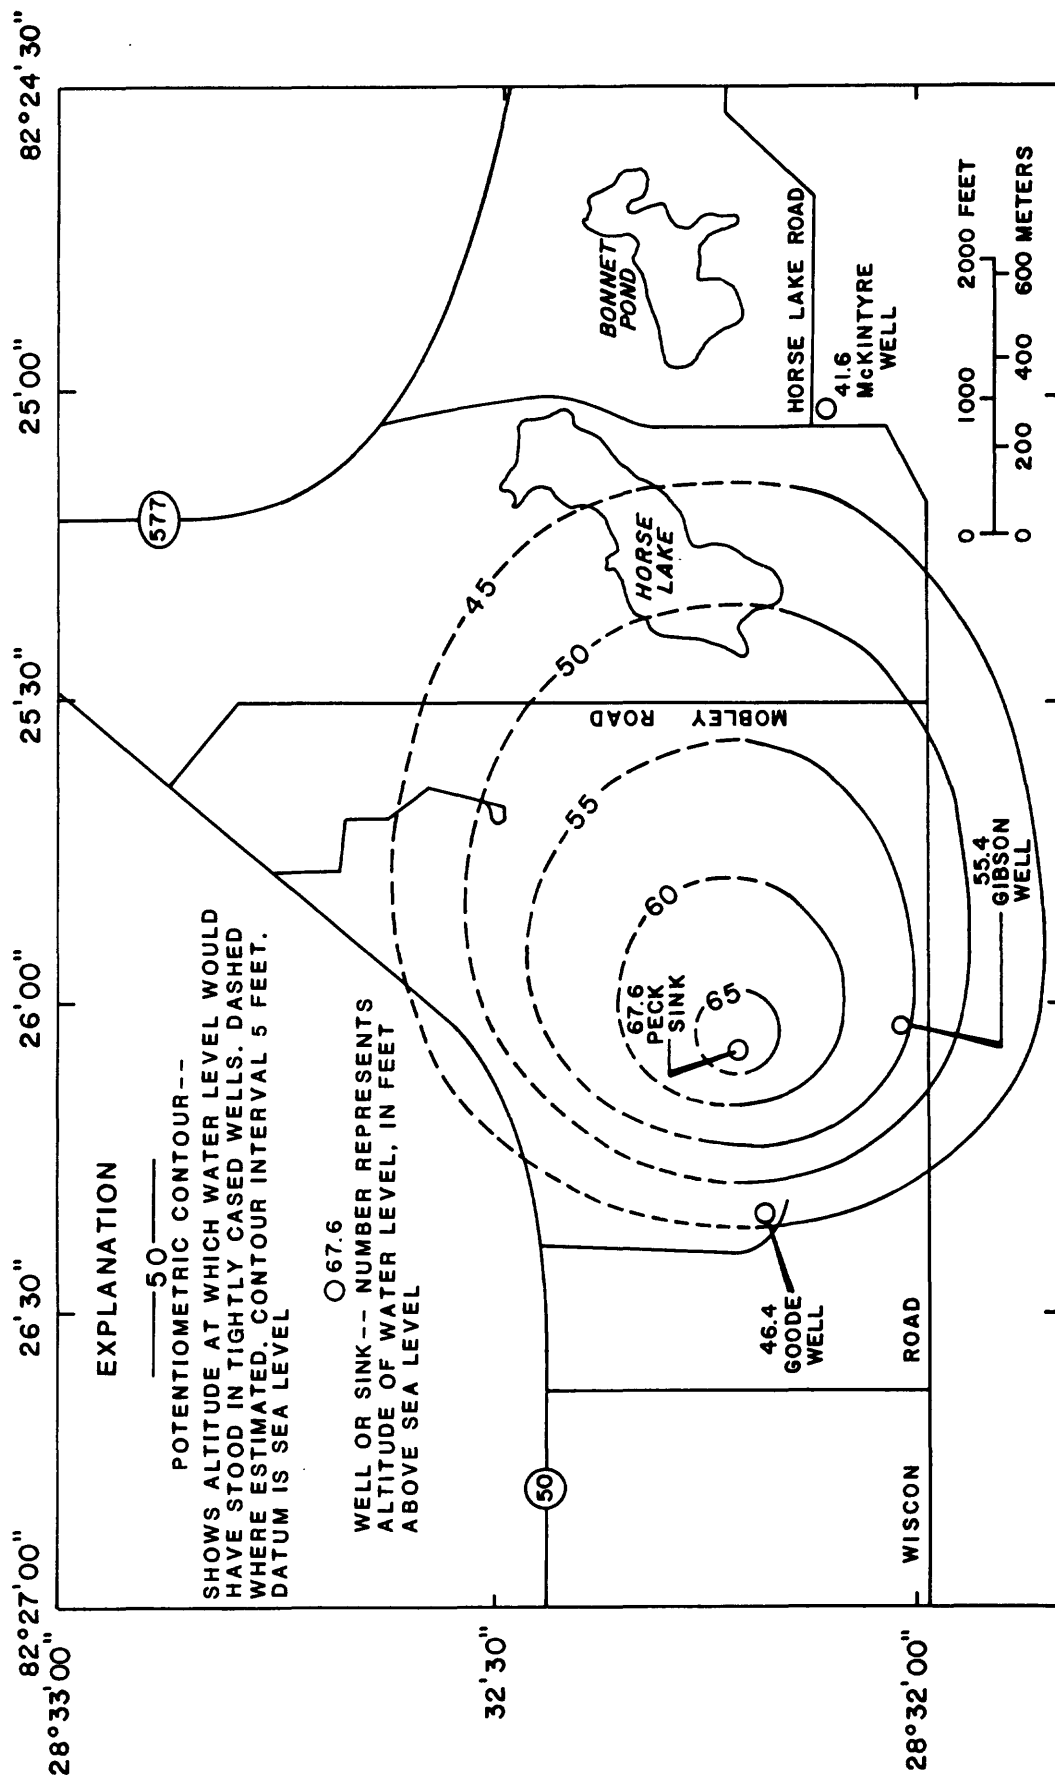 82°27'00"
26'30"
26'00"
25'30"
25'00"
82°24'30"
28°33'00"
EXPLANATION
50
POTENTIOMETRIC CONTOUR--
SHOWS ALTITUDE AT WHICH WATER LEVEL WOULD
HAVE STOOD IN TIGHTLY CASED WELLS. DASHED
WHERE ESTIMATED. CONTOUR INTERVAL 5 FEET.
DATUM IS SEA LEVEL
67.6
WELL OR SINK-- NUMBER REPRESENTS
ALTITUDE OF WATER LEVEL, IN FEET
ABOVE SEA LEVEL
577
32'30"
50
45
50
55
60
65
67.6
PECK
SINK
MOBLEY ROAD
HORSE
LAKE
BONNET
POND
HORSE LAKE ROAD
41.6
McKINTYRE
WELL
46.4
GOODE
WELL
28°32'00"
WISCON ROAD
55.4
GIBSON
WELL
0 1000 2000 FEET
0 200 400 600 METERS